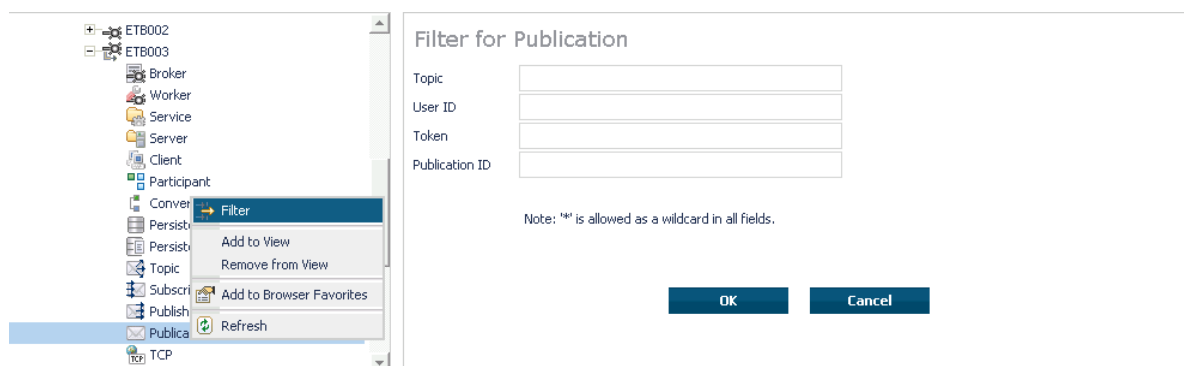 ETB002
ETB003
Broker
Worker
Service
Server
Client
Participant
Conver
Persist
Persist
Topic
Subscri
Publish
Publica
TCP
TCP
Filter
Add to View
Remove from View
Add to Browser Favorites
Refresh
Filter for Publication
Topic
User ID
Token
Publication ID
Note: '*' is allowed as a wildcard in all fields.
OK
Cancel